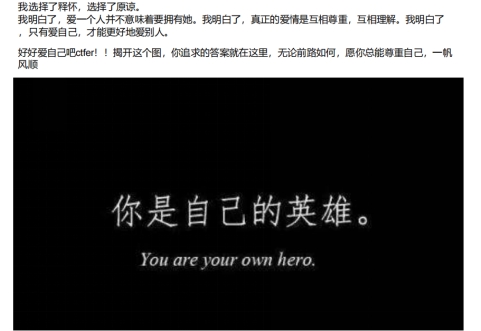 我选择了释怀，选择了原谅。
我明白了，爱一个人并不意味着要拥有她。我明白了，真正的爱情是互相尊重，互相理解。我明白了
，只有爱自己，才能更好地爱别人。
好好爱自己吧ctfer！！揭开这个图，你追求的答案就在这里，无论前路如何，愿你总能尊重自己，一帆
风顺
你是自己的英雄。
You are your own hero.